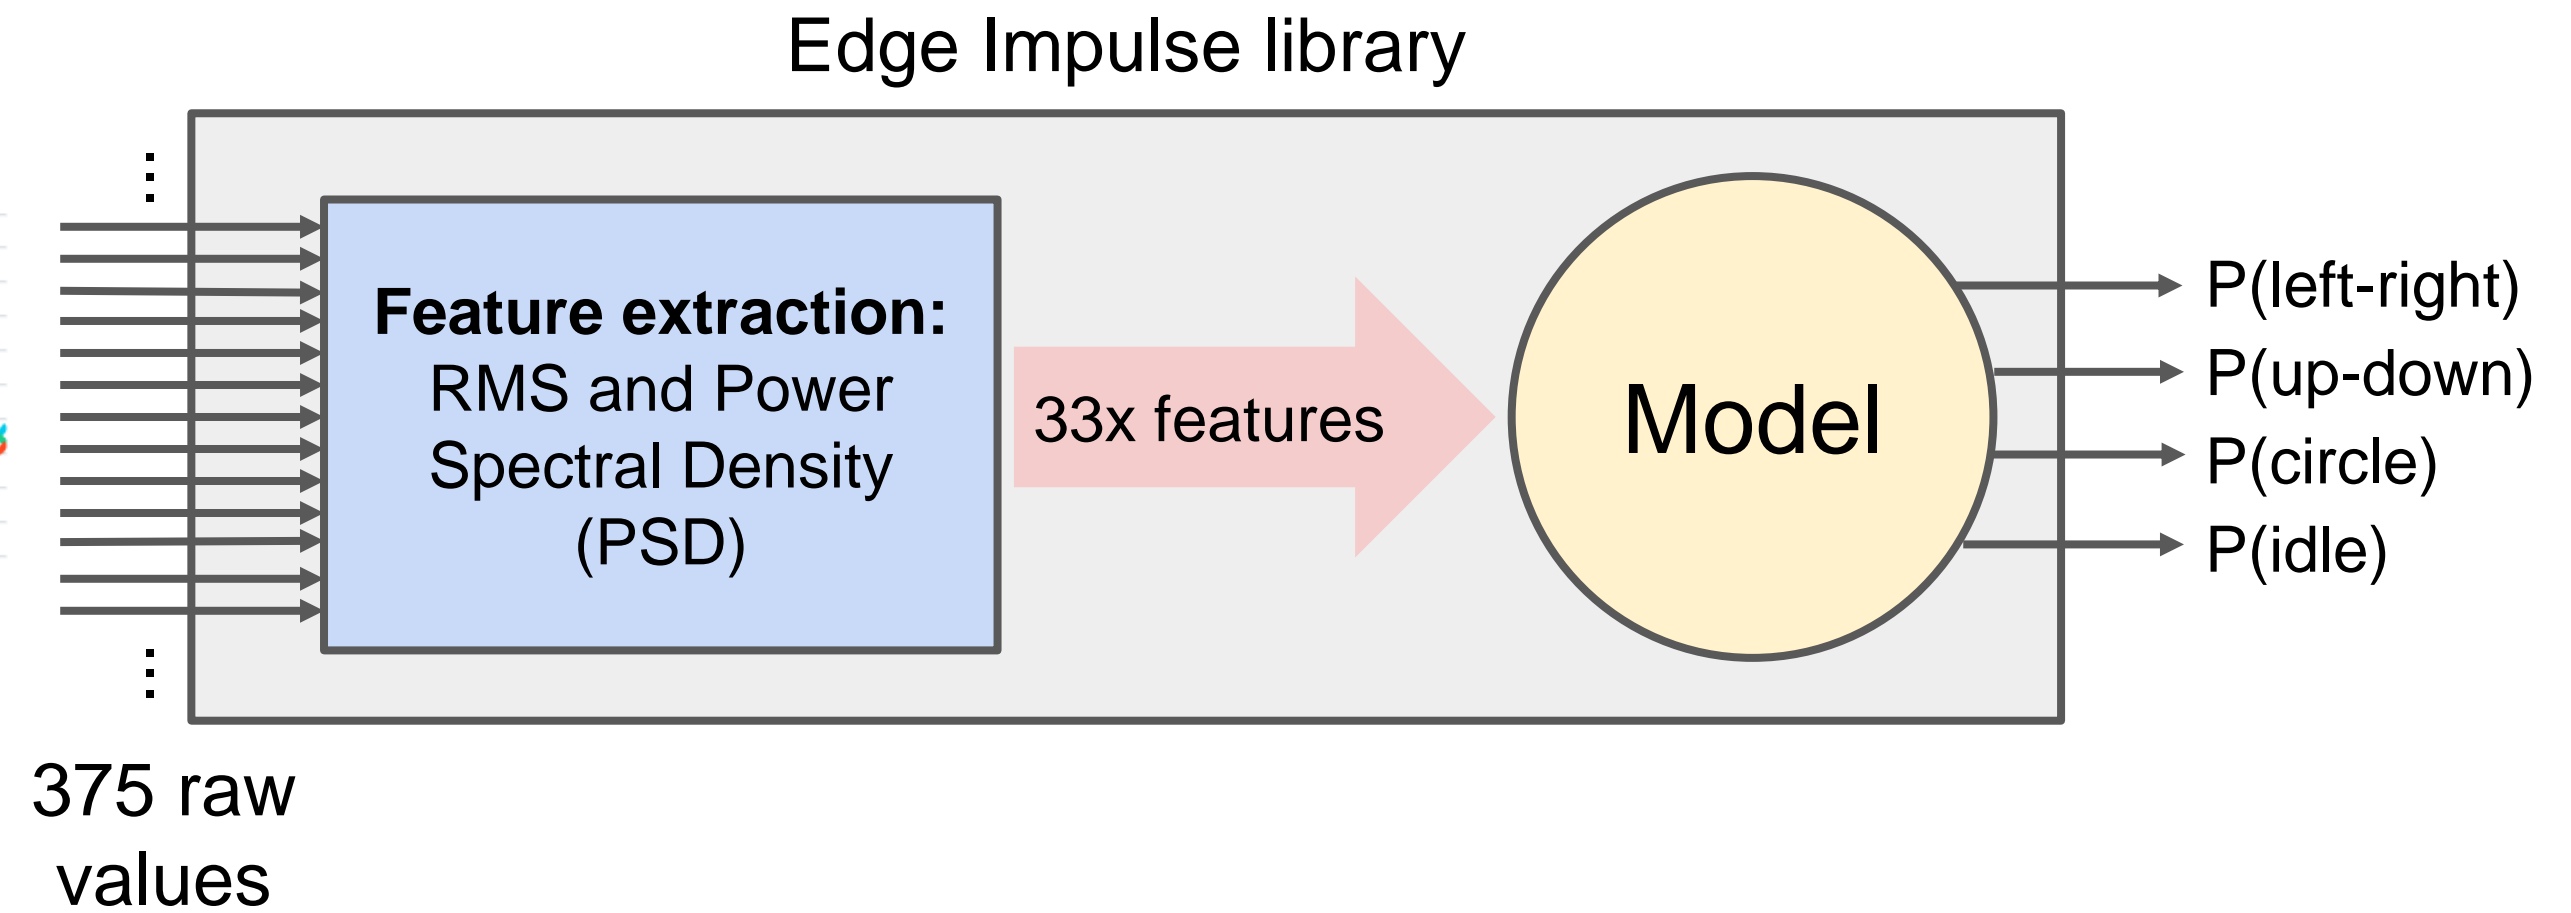 Edge Impulse library
Feature extraction:
RMS and Power
Spectral Density
(PSD)
33x features
Model
P(left-right)
P(up-down)
P(circle)
P(idle)
375 raw
values